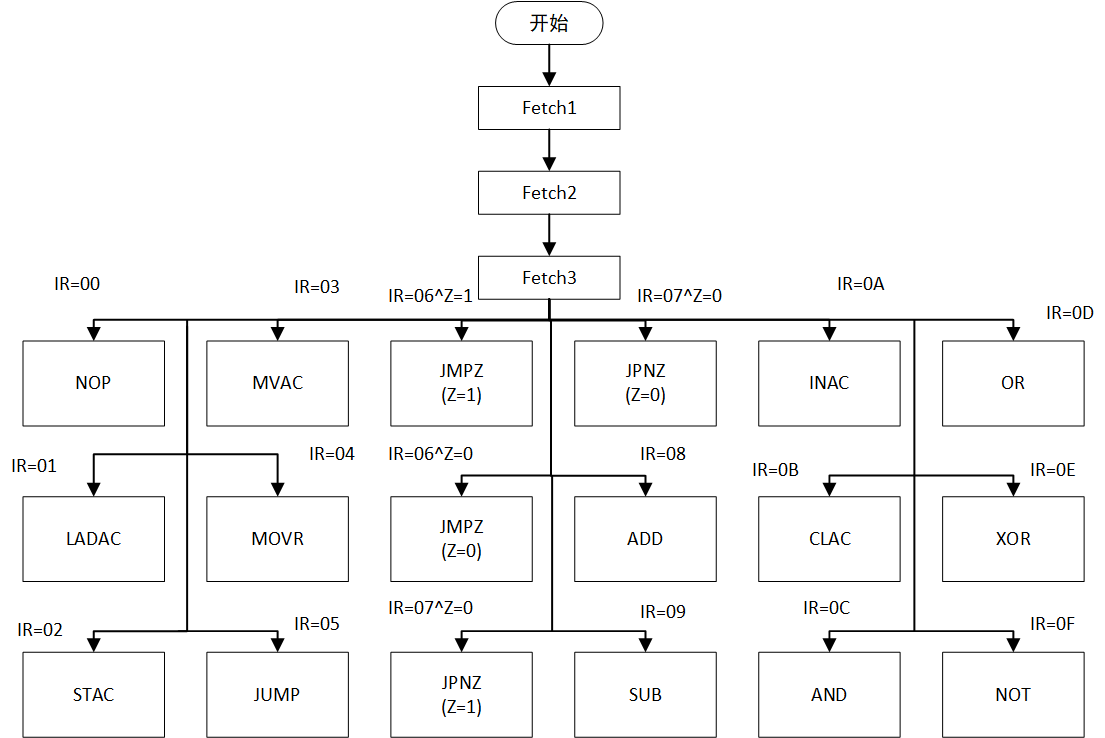 开始
Fetch1
Fetch2
Fetch3
IR=00
IR=03
IR=06^Z=1
IR=07^Z=0
IR=0A
IR=0D
NOP
MVAC
JMPZ
(Z=1)
JPNZ
(Z=0)
INAC
OR
IR=01
IR=04
IR=06^Z=0
IR=08
IR=0B
IR=0E
LADAC
MOVR
JMPZ
(Z=0)
ADD
CLAC
XOR
IR=02
IR=05
IR=07^Z=0
IR=09
IR=0C
IR=0F
STAC
JUMP
JPNZ
(Z=1)
SUB
AND
NOT